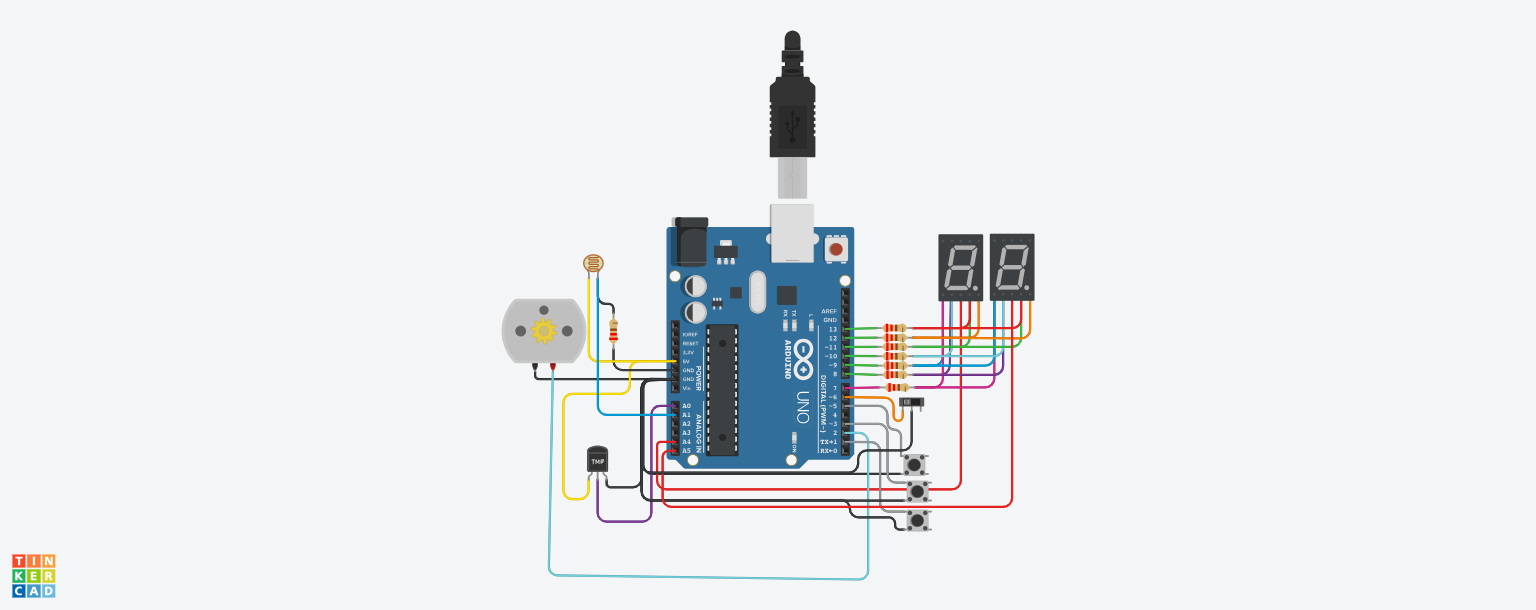 RX
TX
L
AREF
GND
13
12
~11
~10
~9
8
7
~6
~5
4
~3
2
TX→1
RX←0
DIGITAL (PWM~)
ARDUINO
UNO
ON
IOREF
RESET
3.3V
5V
GND
GND
Vin
POWER
A0
A1
A2
A3
A4
A5
ANALOG IN
TMP
TIN
KER
CAD